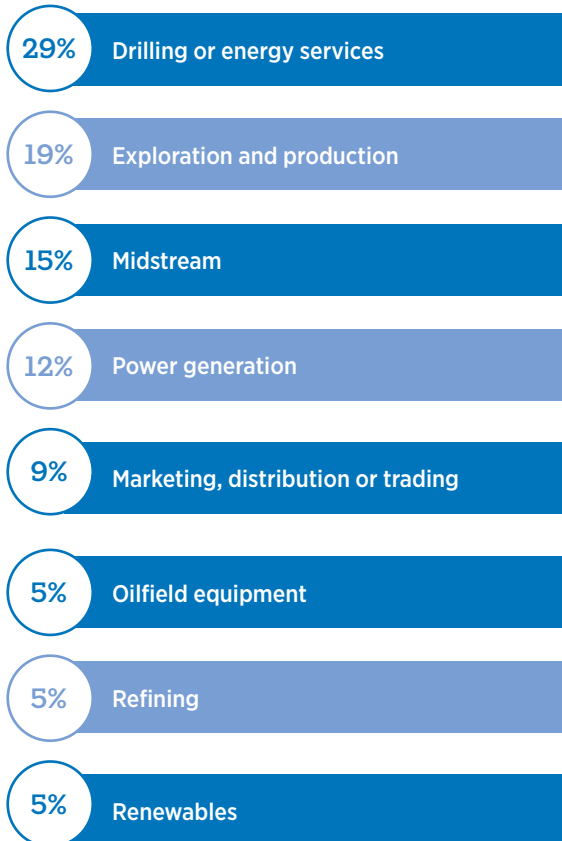 29% Drilling or energy services
19% Exploration and production
15% Midstream
12% Power generation
9% Marketing, distribution or trading
5% Oilfield equipment
5% Refining
5% Renewables